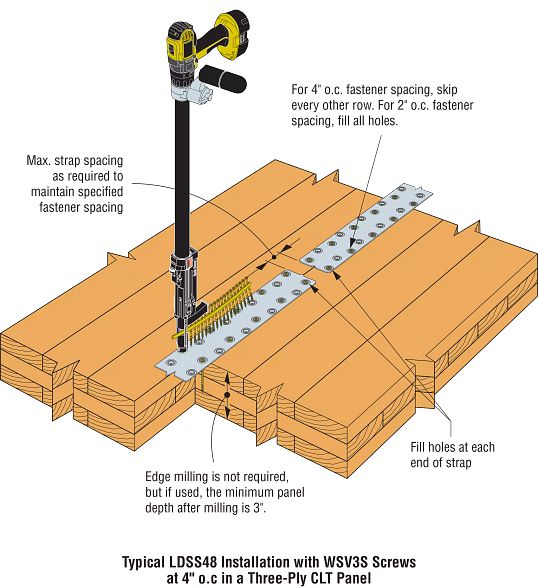 For 4" o.c. fastener spacing, skip
every other row. For 2" o.c. fastener
spacing, fill all holes.
Max. strap spacing
as required to
maintain specified
fastener spacing
Fill holes at each
end of strap
Edge milling is not required,
but if used, the minimum panel
depth after milling is 3".
Typical LDSS48 Installation with WSV3S Screws
at 4" o.c in a Three-Ply CLT Panel